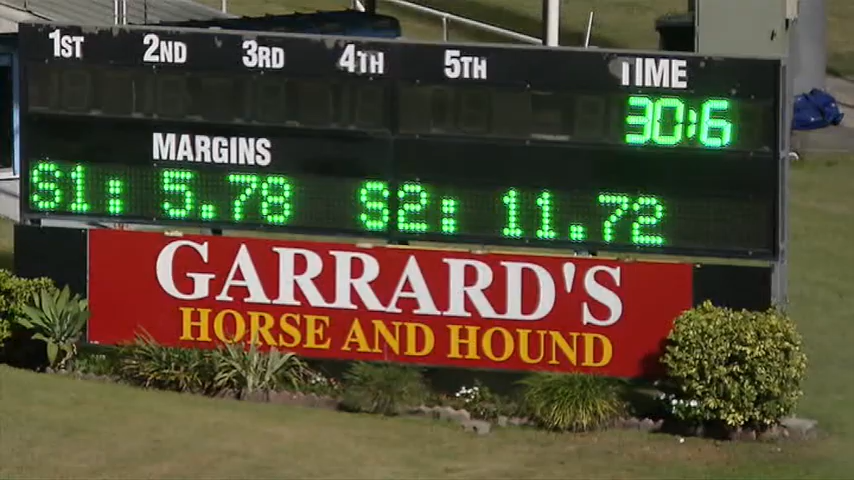 1ST 2ND 3RD 4TH 5TH TIME
30:6
MARGINS
S1: 5.78 S2: 11.72
GARRARD'S
HORSE AND HOUND